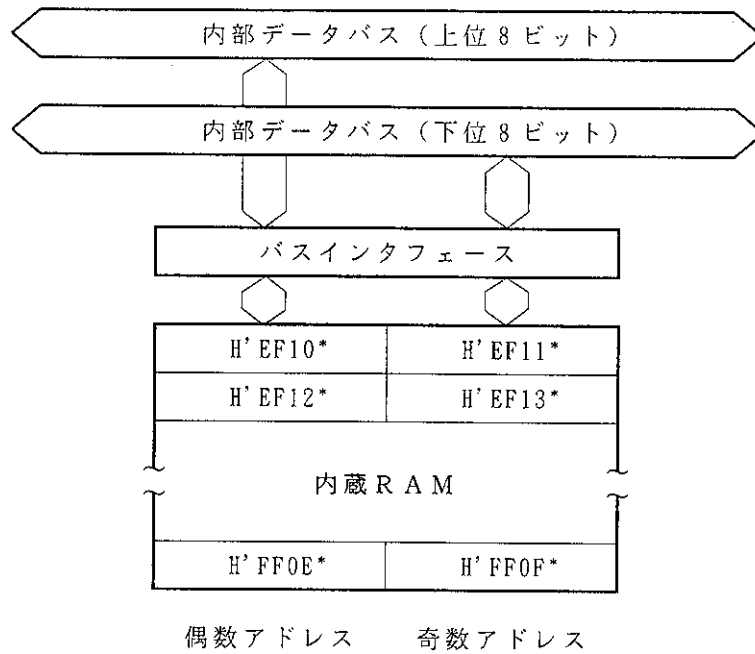 内部データバス（上位8ビット）
内部データバス（下位8ビット）
バスインタフェース
H'EF10* H'EF11*
H'EF12* H'EF13*
内蔵RAM
H'FF0E* H'FF0F*
偶数アドレス 奇数アドレス